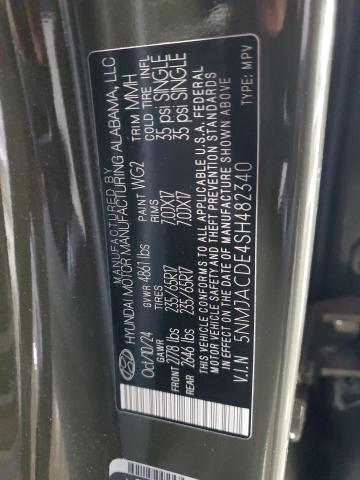 MANUFACTURED BY
HYUNDAI MOTOR MANUFACTURING ALABAMA, LLC
Oct/10/24 GVWR 4861 lbs PAINT WG2 TRIM MMH
GAWR TIRES RIMS COLD TIRE INFL
FRONT 2778 lbs 235/65R17 7.0JX17 35 psi SINGLE
REAR 2646 lbs 235/65R17 7.0JX17 35 psi SINGLE
THIS VEHICLE CONFORMS TO ALL APPLICABLE U.S.A. FEDERAL
MOTOR VEHICLE SAFETY AND
STANDARDS IN EFFECT ON THE DATE OF MANUFACTURE SHOWN ABOVE
V.I.N 5NMJACDE4SH482340 TYPE: MPV